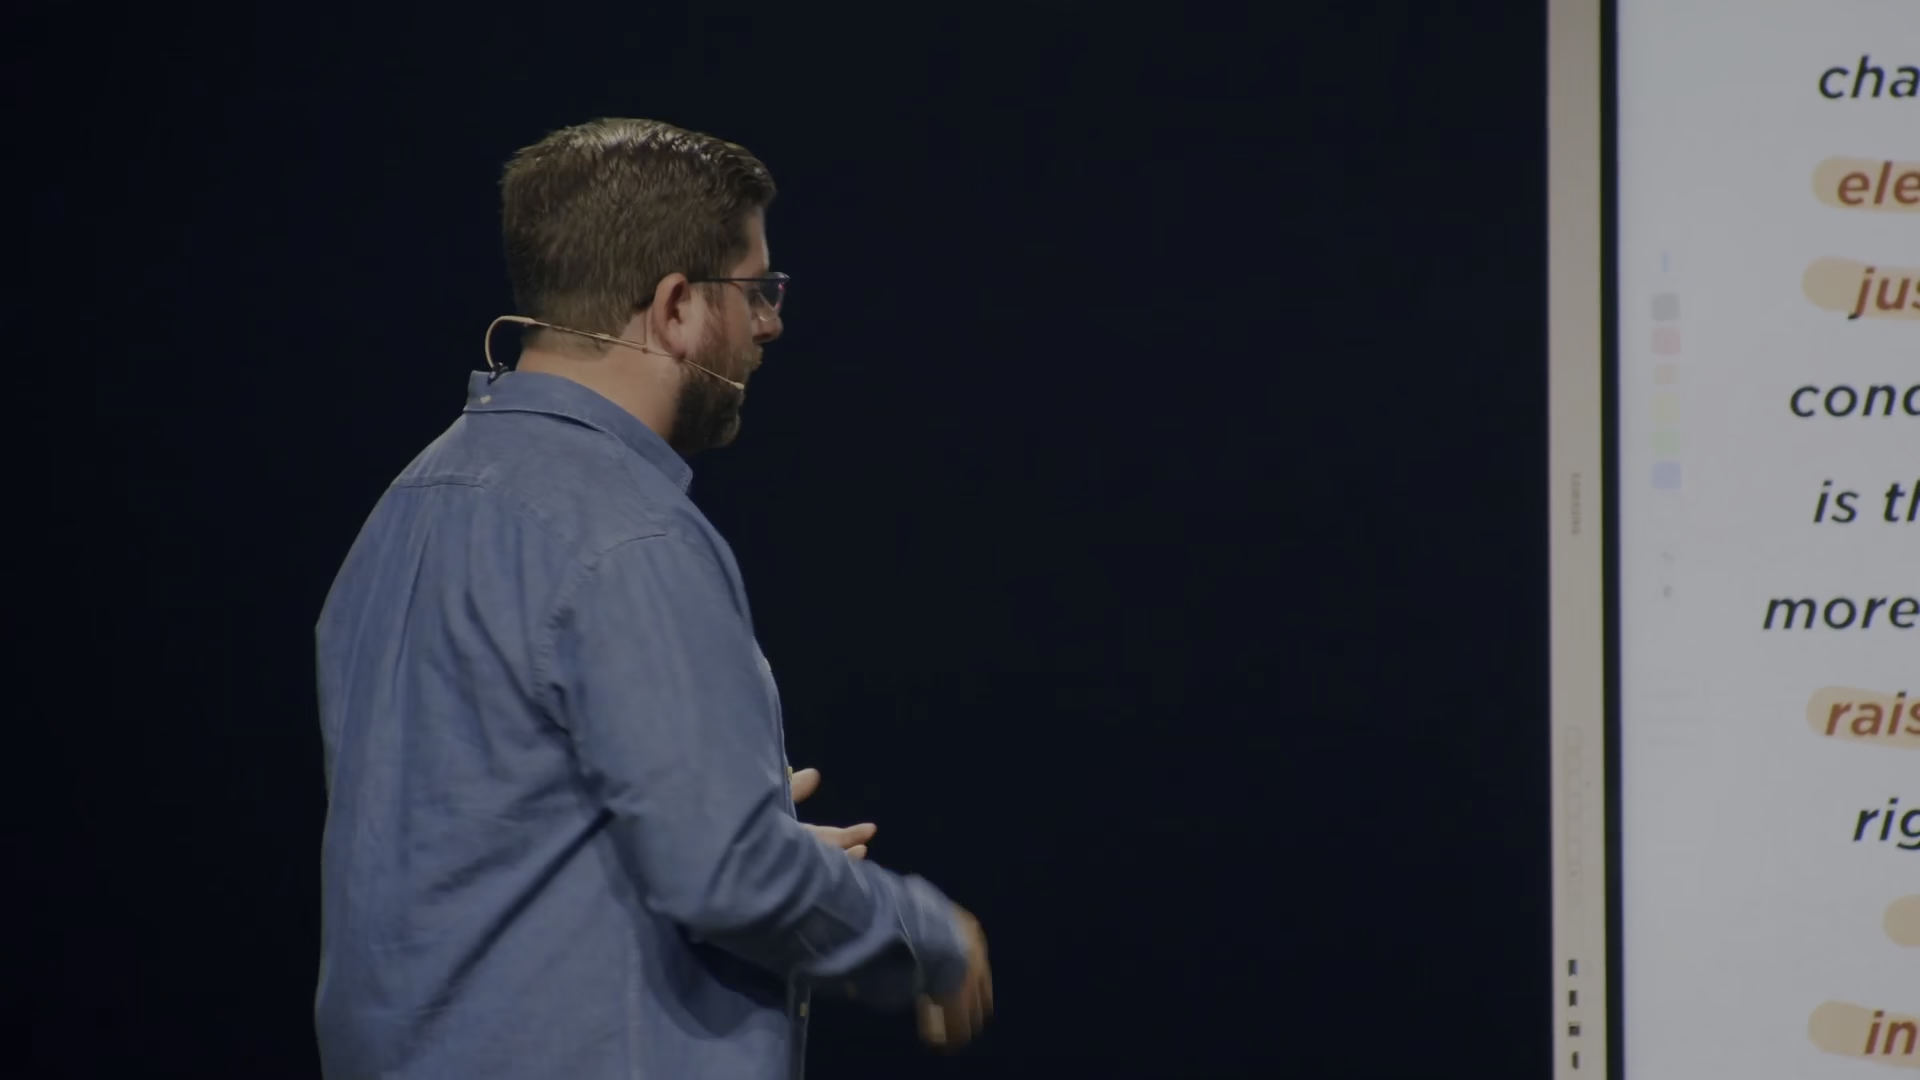 cha
ele
jus
cond
is th
more
rais
rig
in